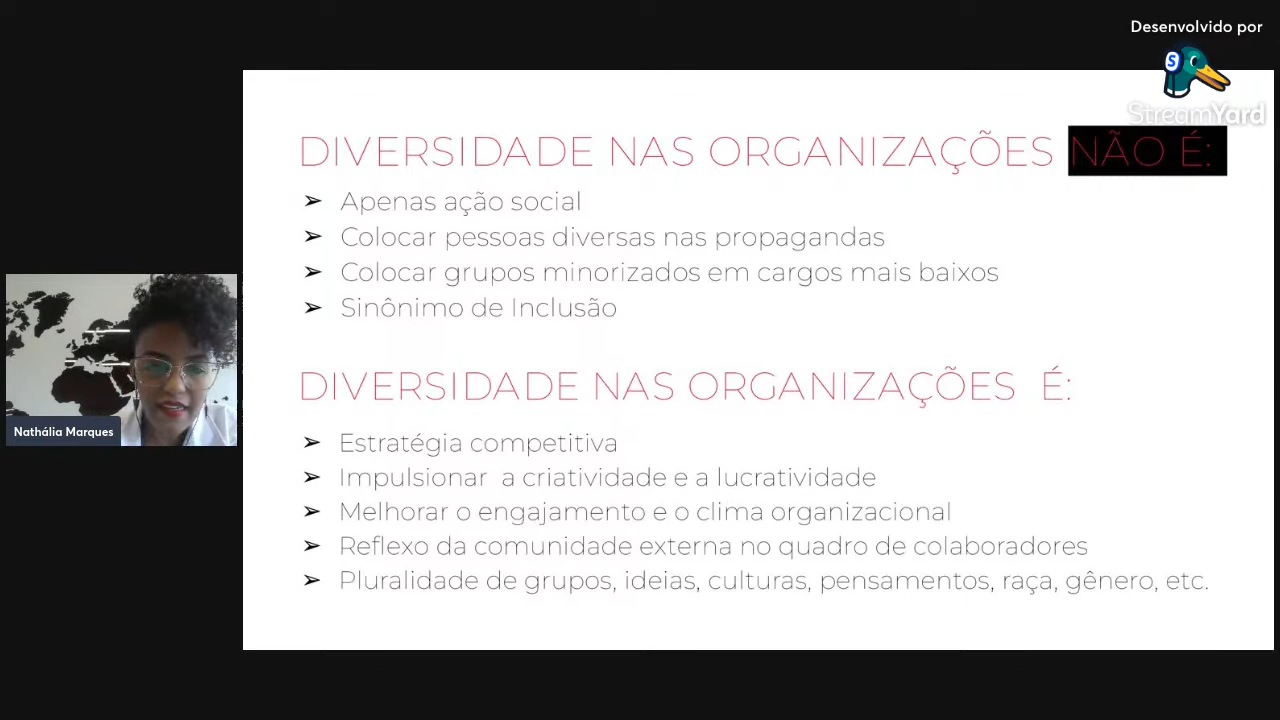 Desenvolvido por
StreamYard
DIVERSIDADE NAS ORGANIZAÇÕES NÃO É:
➢ Apenas ação social
➢ Colocar pessoas diversas nas propagandas
➢ Colocar grupos minorizados em cargos mais baixos
➢ Sinônimo de Inclusão
DIVERSIDADE NAS ORGANIZAÇÕES É:
➢ Estratégia competitiva
➢ Impulsionar a criatividade e a lucratividade
➢ Melhorar o engajamento e o clima organizacional
➢ Reflexo da comunidade externa no quadro de colaboradores
➢ Pluralidade de grupos, ideias, culturas, pensamentos, raça, gênero, etc.
Nathália Marques